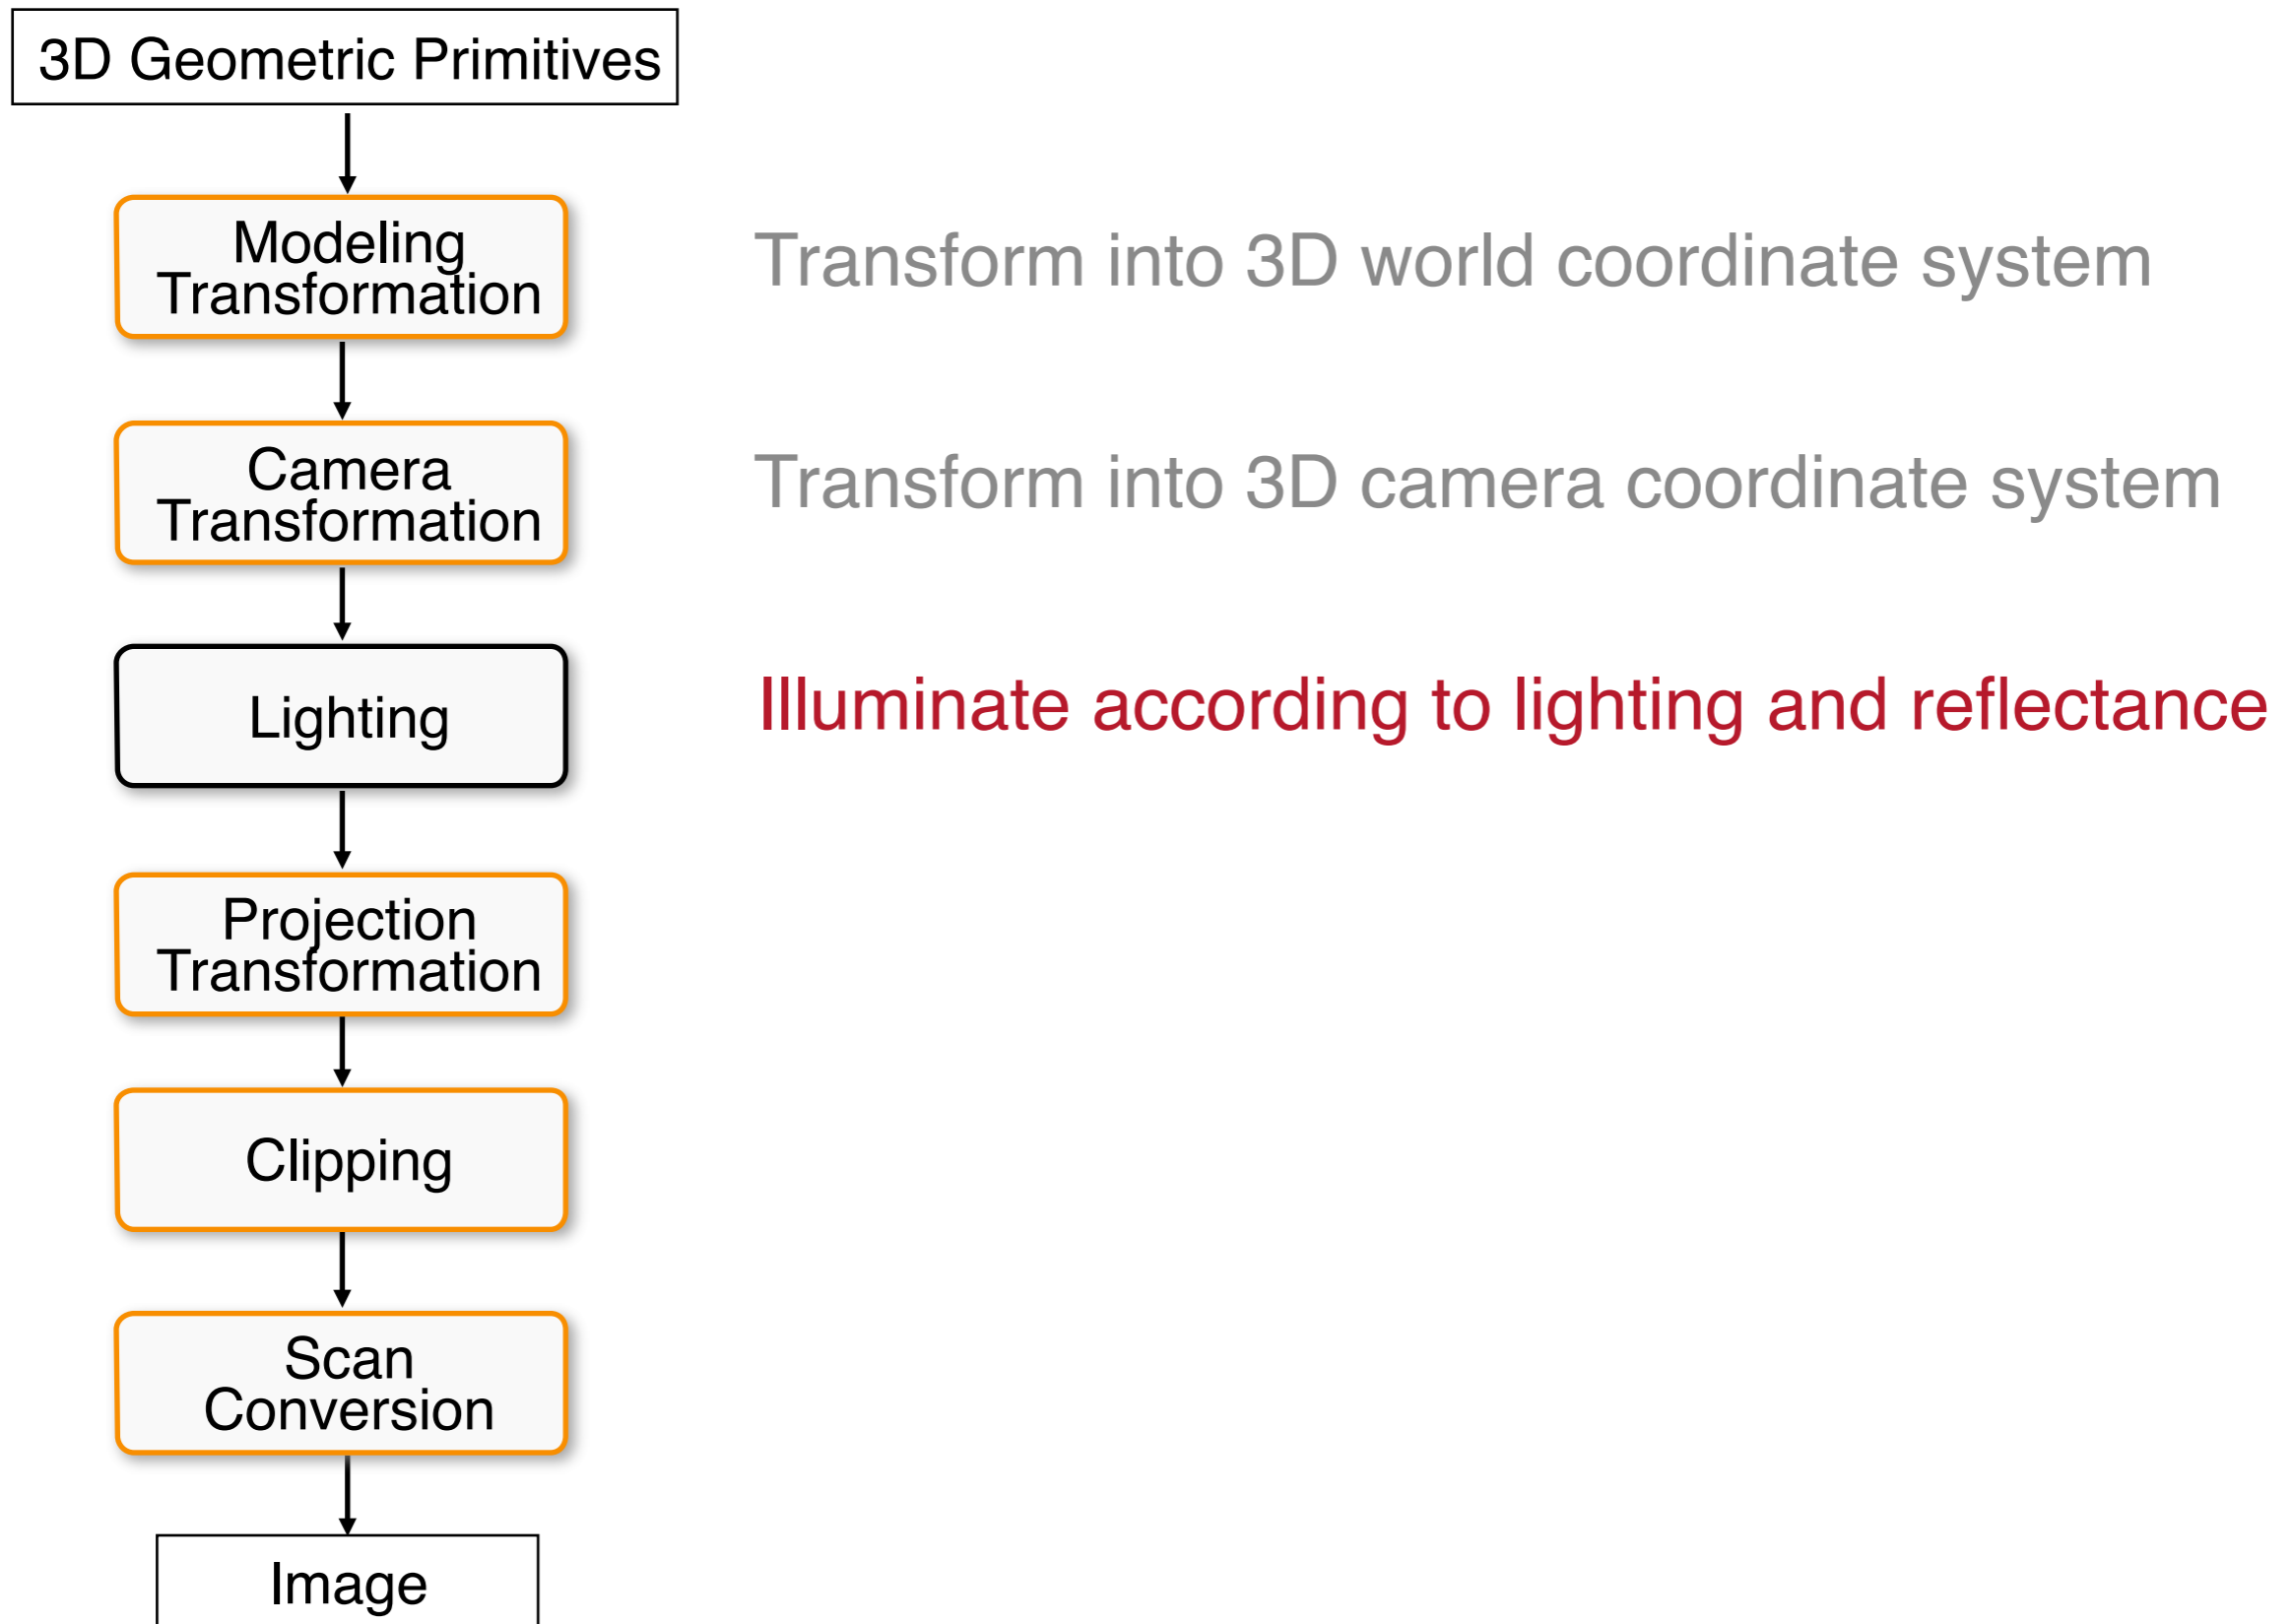 3D Geometric Primitives
Modeling
Transformation
Transform into 3D world coordinate system
Camera
Transformation
Transform into 3D camera coordinate system
Lighting
Illuminate according to lighting and reflectance
Projection
Transformation
Clipping
Scan
Conversion
Image